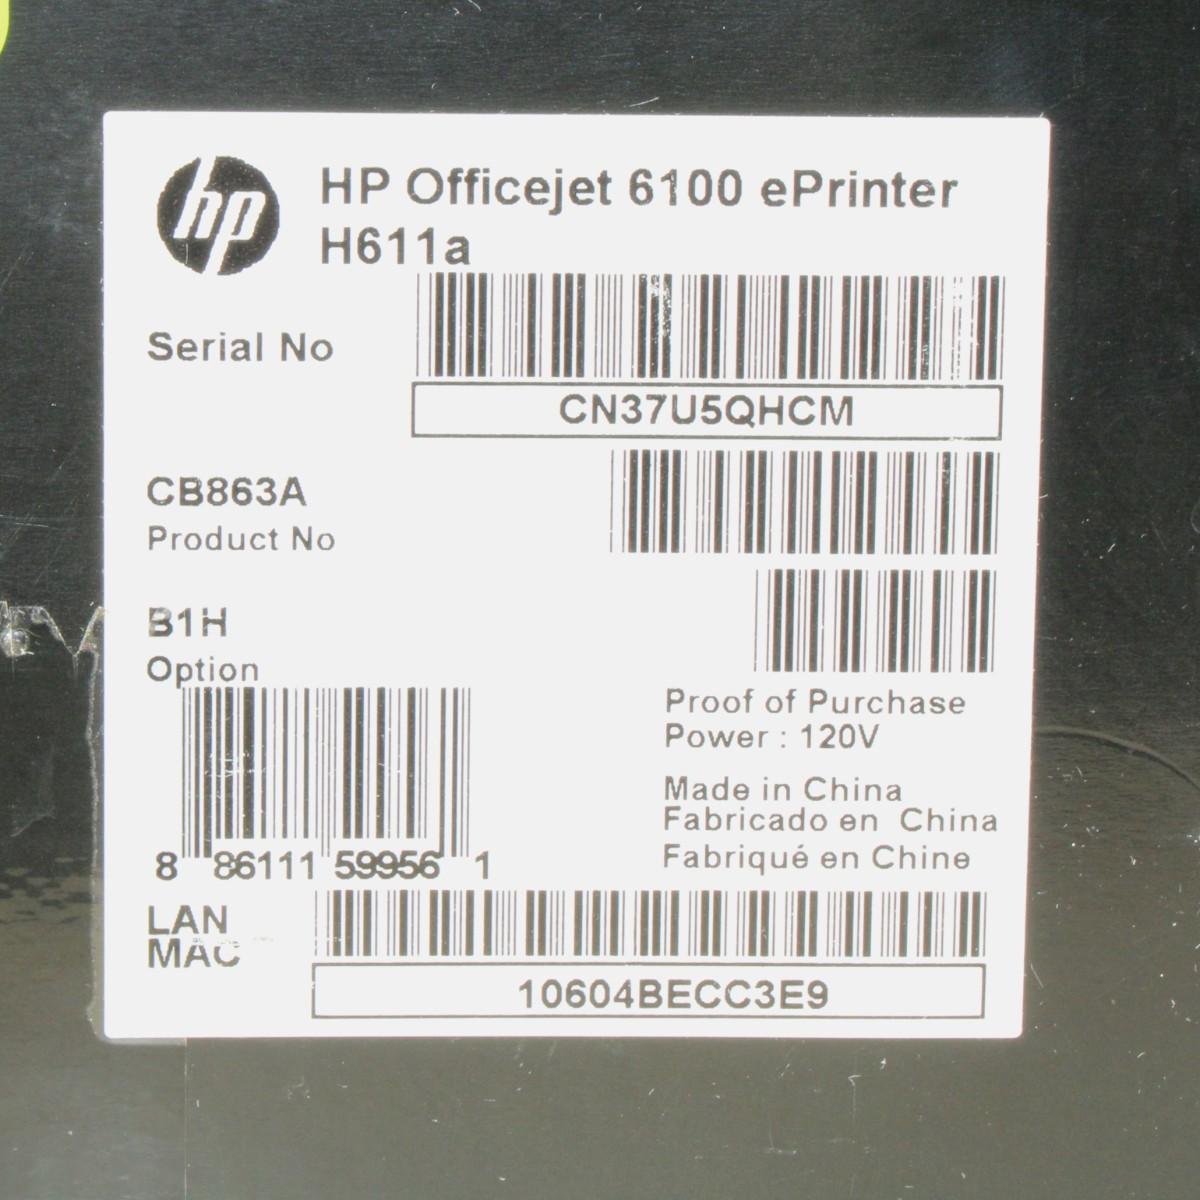 hp
HP Officejet 6100 ePrinter
H611a
Serial No
CN37U5QHCM
CB863A
Product No
B1H
Option
Proof of Purchase
Power : 120V
Made in China
Fabricado en China
Fabriqué en Chine
8 86111 59956 1
LAN
MAC
10604BECC3E9